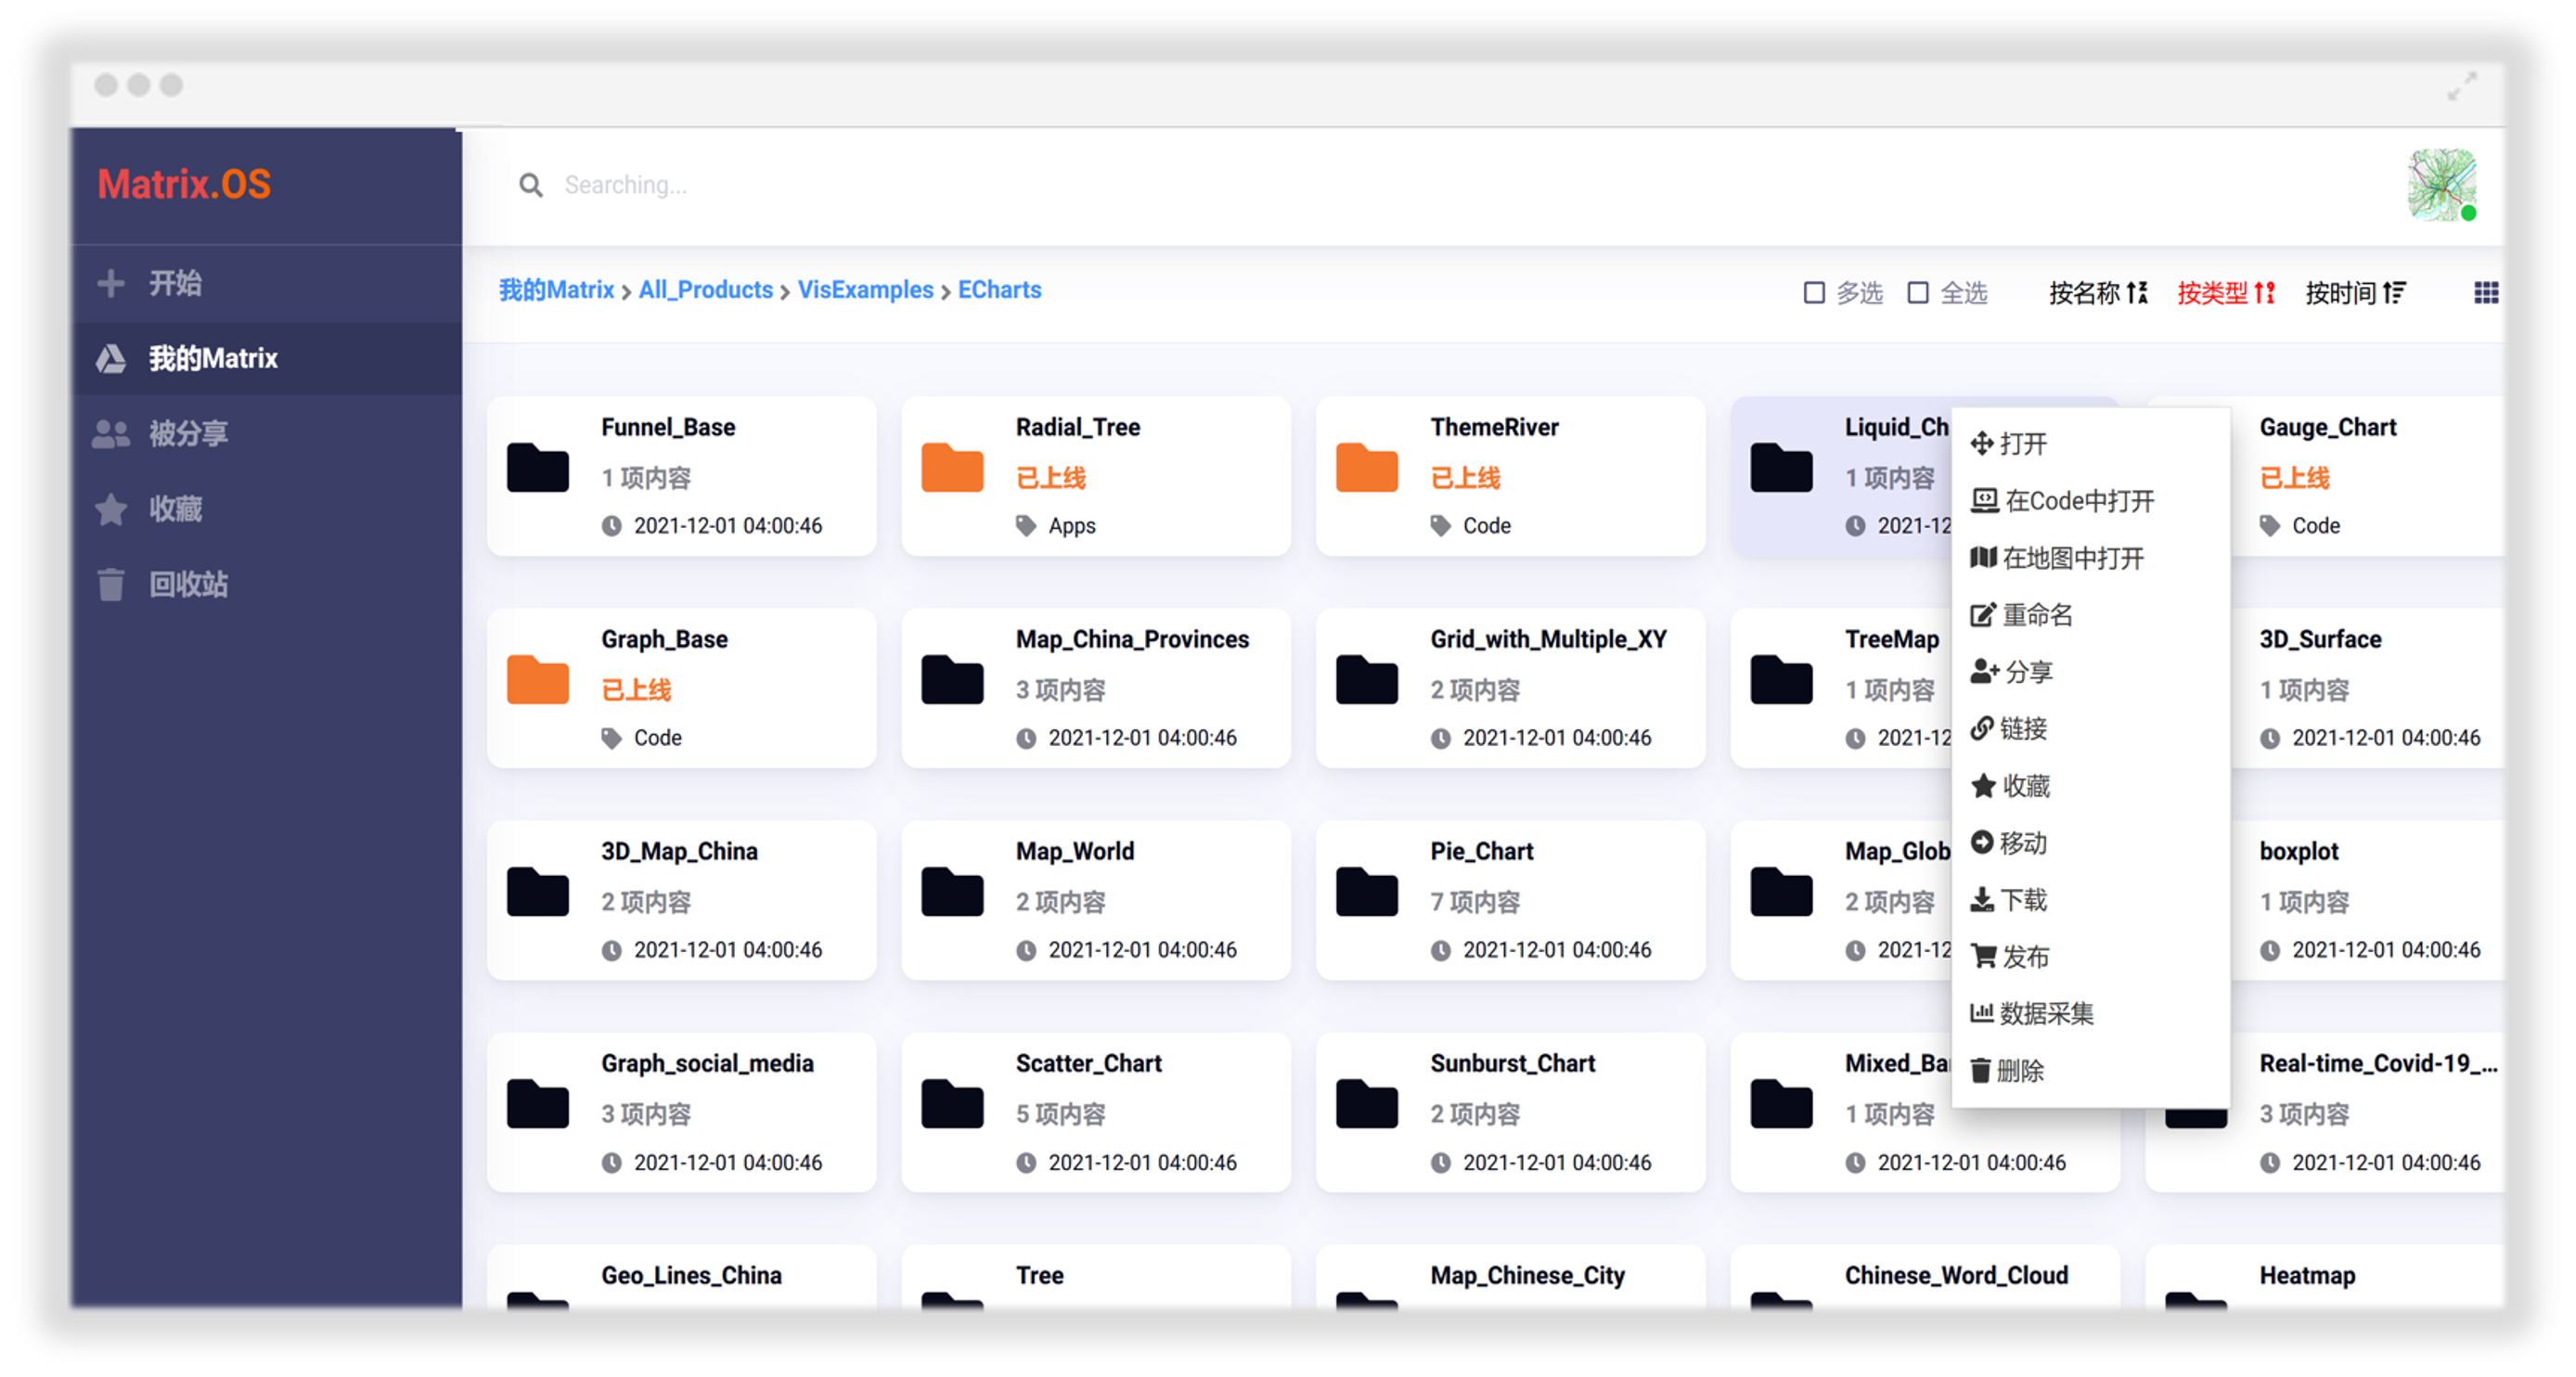 Matrix.OS
Searching...
开始
我的Matrix
被分享
收藏
回收站
我的Matrix > All_Products > VisExamples > ECharts
多选 全选 按名称 按类型 按时间
Funnel_Base
1 项内容
2021-12-01 04:00:46
Radial_Tree
已上线
Apps
ThemeRiver
已上线
Code
Liquid_Ch
1 项内容
2021-12
Gauge_Chart
已上线
Code
打开
在Code中打开
在地图中打开
重命名
分享
链接
收藏
移动
下载
发布
数据采集
删除
Graph_Base
已上线
Code
Map_China_Provinces
3 项内容
2021-12-01 04:00:46
Grid_with_Multiple_XY
2 项内容
2021-12-01 04:00:46
TreeMap
1 项内容
2021-12
3D_Surface
1 项内容
2021-12-01 04:00:46
3D_Map_China
2 项内容
2021-12-01 04:00:46
Map_World
2 项内容
2021-12-01 04:00:46
Pie_Chart
7 项内容
2021-12-01 04:00:46
Map_Glob
2 项内容
2021-12
boxplot
1 项内容
2021-12-01 04:00:46
Graph_social_media
3 项内容
2021-12-01 04:00:46
Scatter_Chart
5 项内容
2021-12-01 04:00:46
Sunburst_Chart
2 项内容
2021-12-01 04:00:46
Mixed_Ba
1 项内容
2021-12-01 04:00:46
Real-time_Covid-19_...
3 项内容
2021-12-01 04:00:46
Geo_Lines_China
Tree
Map_Chinese_City
Chinese_Word_Cloud
Heatmap